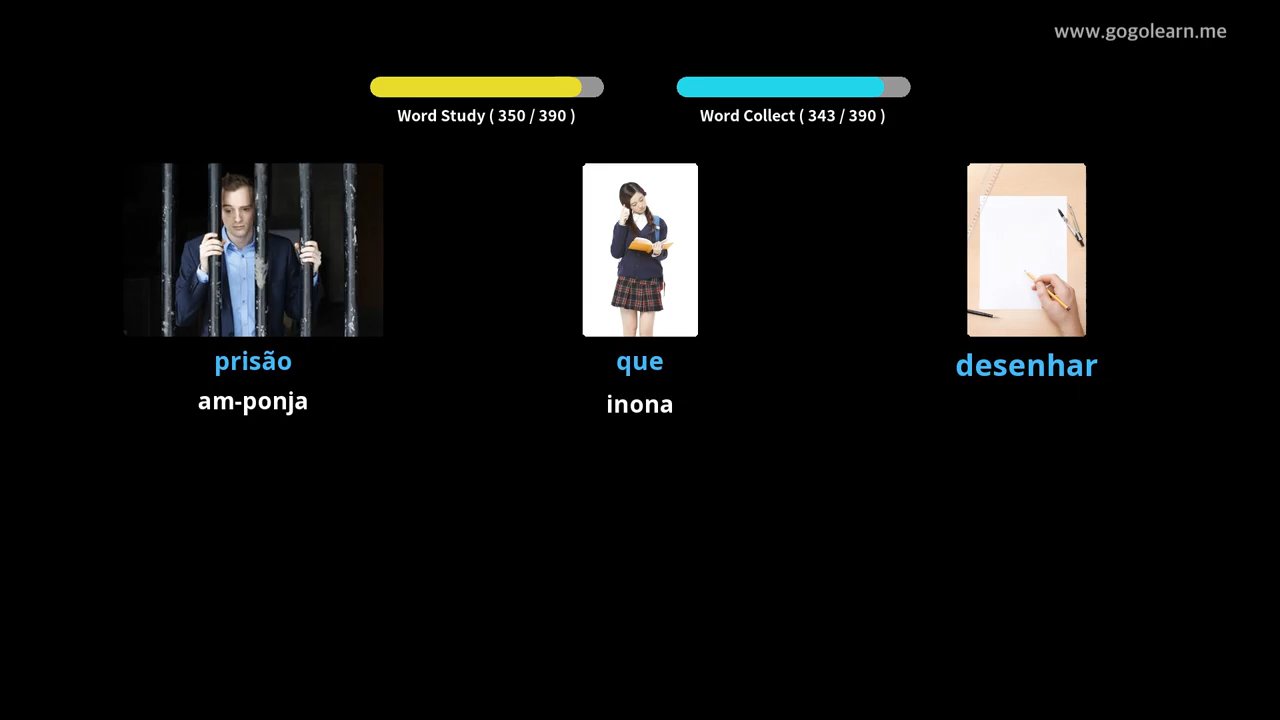 www.gogolearn.me
Word Study ( 350 / 390 )
Word Collect ( 343 / 390 )
prisão
am-ponja
que
inona
desenhar